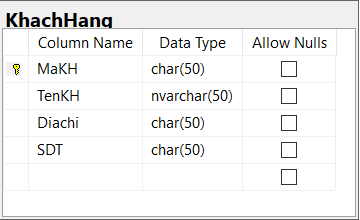 KhachHang
Column Name Data Type Allow Nulls
MaKH char(50)
TenKH nvarchar(50)
Diachi char(50)
SDT char(50)